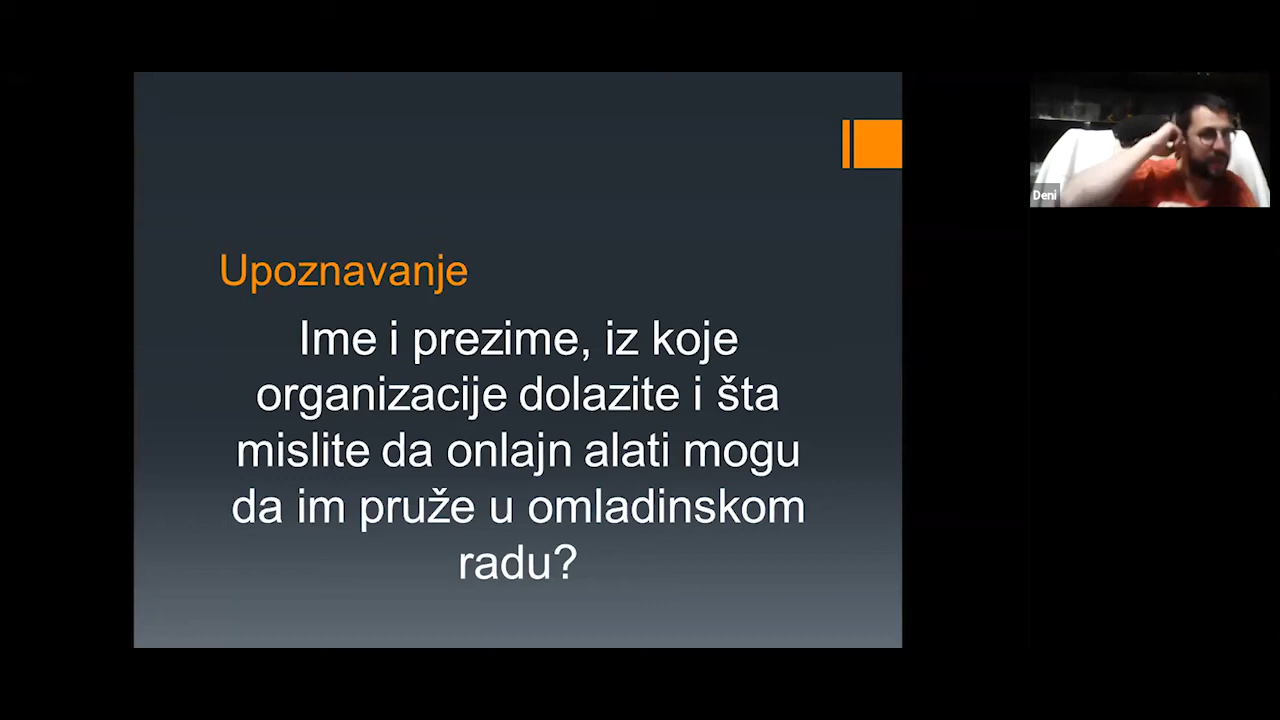 Upoznavanje
Ime i prezime, iz koje
organizacije dolazite i šta
mislite da onlajn alati mogu
da im pruže u omladinskom
radu?
Deni